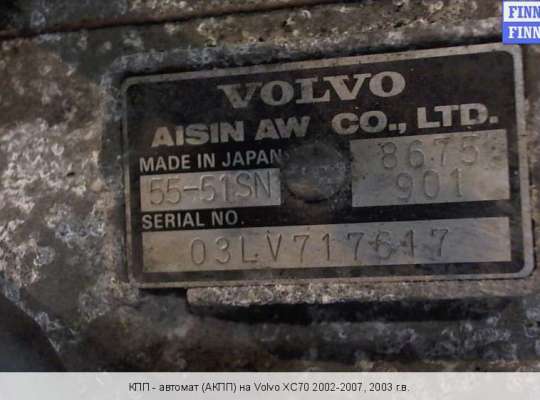 FINN
FINN
VOLVO
AISIN AW CO., LTD.
MADE IN JAPAN
8675
55-51SN
901
SERIAL NO.
03LV717617
КПП - автомат (АКПП) на Volvo XC70 2002-2007, 2003 г.в.